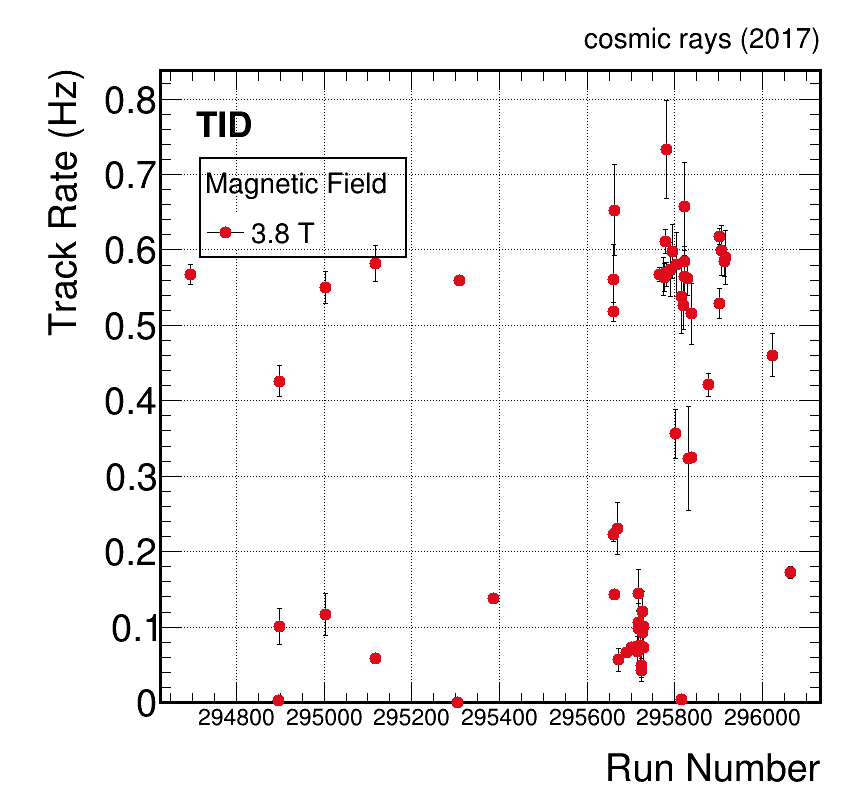 cosmic rays (2017)
Track Rate (Hz)
TID
Magnetic Field
3.8 T
0.8
0.7
0.6
0.5
0.4
0.3
0.2
0.1
0
294800 295000 295200 295400 295600 295800 296000
Run Number